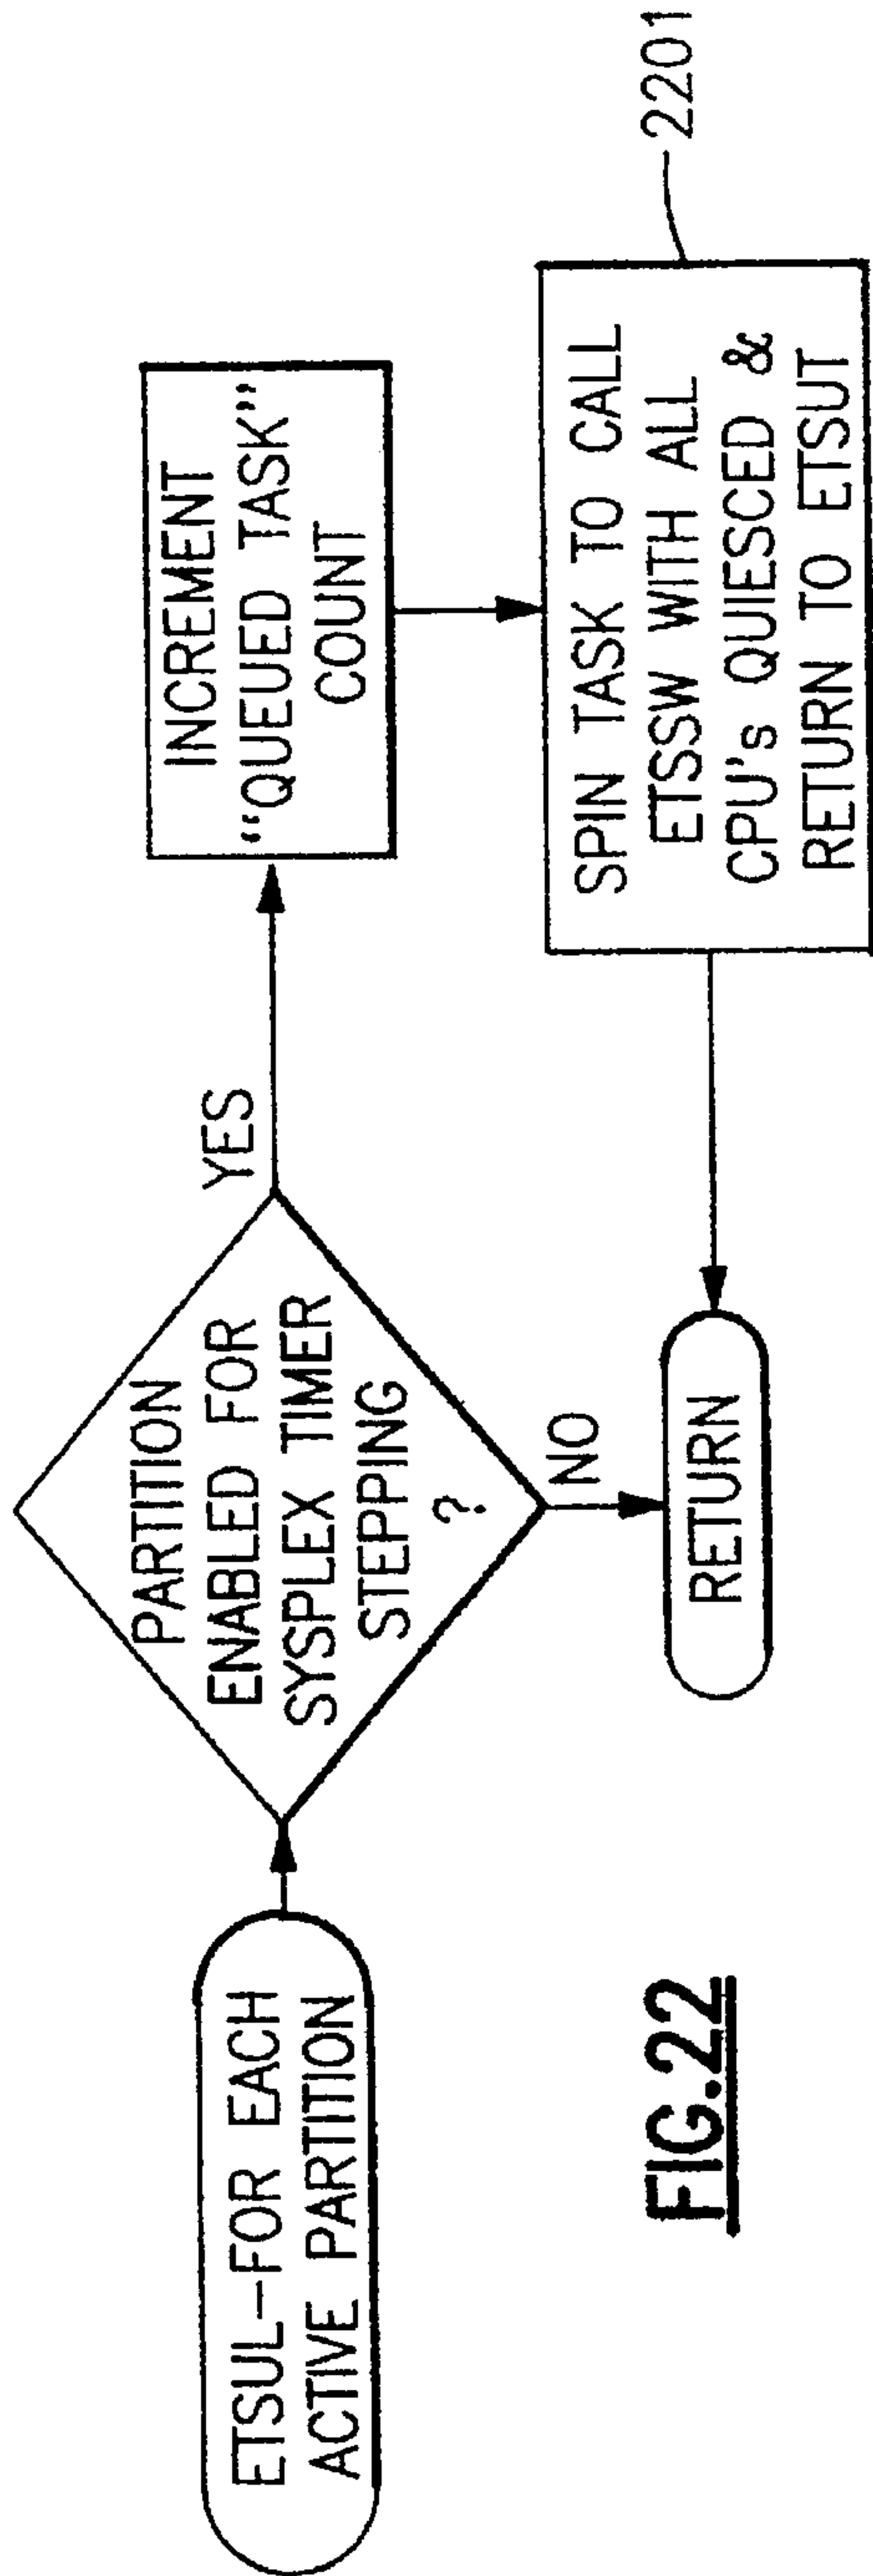 ETSUL-FOR EACH
ACTIVE PARTITION
PARTITION
ENABLED FOR
SYSPLEX TIMER
STEPPING
?
YES
NO
INCREMENT
"QUEUED TASK"
COUNT
SPIN TASK TO CALL
ETSSW WITH ALL
CPU's QUIESCED &
RETURN TO ETSUT
2201
RETURN
FIG.22